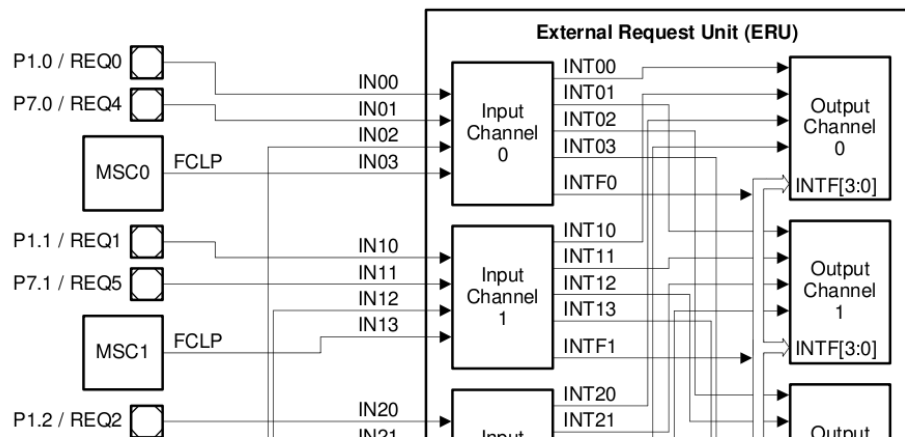 External Request Unit (ERU)
P1.0 / REQ0
P7.0 / REQ4
MSC0
FCLP
IN00
IN01
IN02
IN03
Input
Channel
0
INT00
INT01
INT02
INT03
INTF0
Output
Channel
0
INTF[3:0]
P1.1 / REQ1
P7.1 / REQ5
MSC1
FCLP
IN10
IN11
IN12
IN13
Input
Channel
1
INT10
INT11
INT12
INT13
INTF1
Output
Channel
1
INTF[3:0]
P1.2 / REQ2
IN20
IN21
Input
INT20
INT21
Output